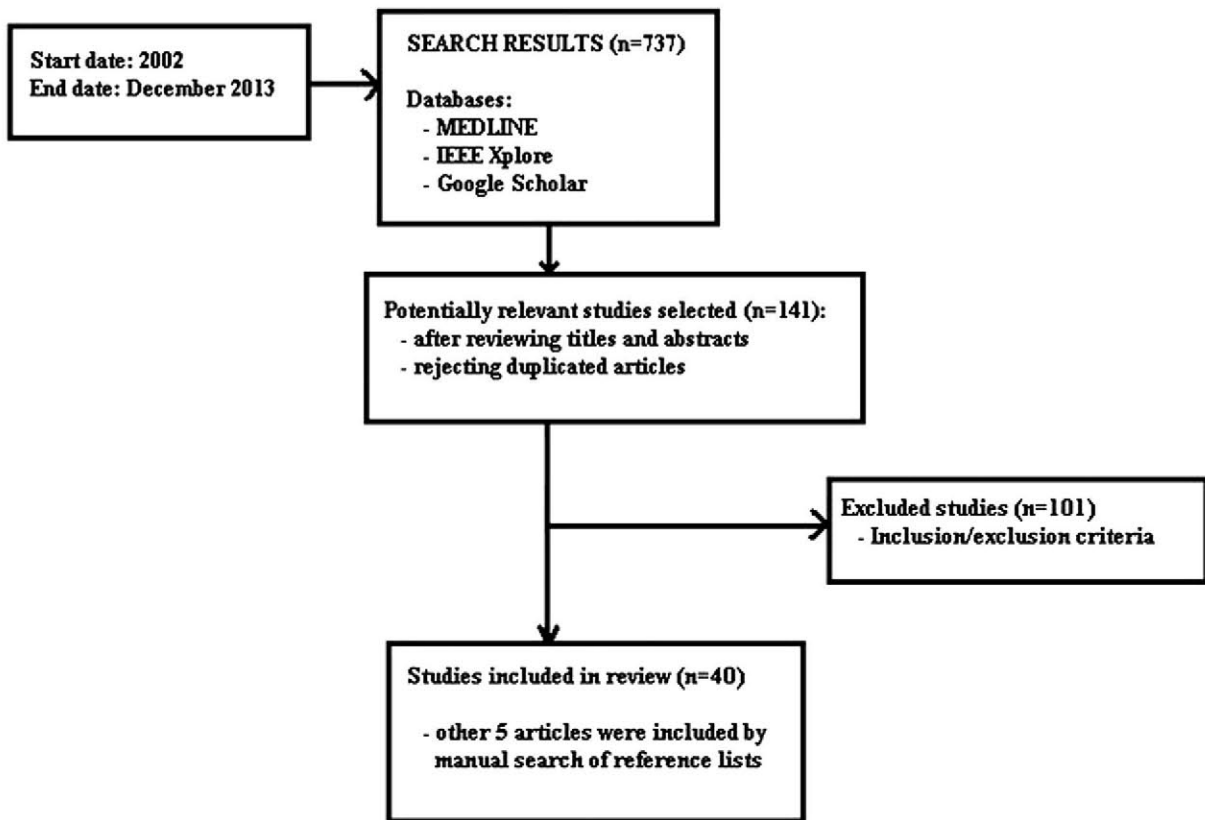 Start date: 2002
End date: December 2013
SEARCH RESULTS (n=737)
Databases:
- MEDLINE
- IEEE Xplore
- Google Scholar
Potentially relevant studies selected (n=141):
- after reviewing titles and abstracts
- rejecting duplicated articles
Excluded studies (n=101)
- Inclusion/exclusion criteria
Studies included in review (n=40)
- other 5 articles were included by
manual search of reference lists